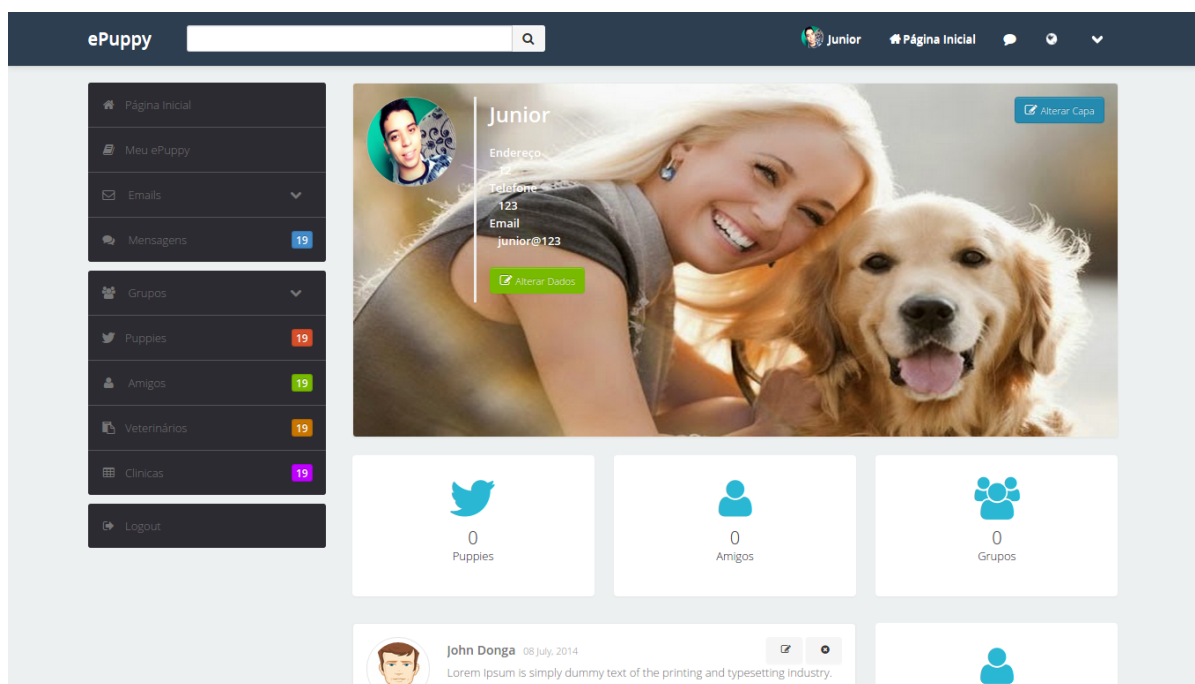 ePuppy
Junior
Página Inicial
Página Inicial
Meu ePuppy
Emails
Mensagens 19
Grupos
Puppies 19
Amigos 19
Veterinários 19
Clinicas 19
Logout
Junior
Alterar Capa
Endereço
12
Telefone
123
Email
junior@123
Alterar Dados
0
Puppies
0
Amigos
0
Grupos
John Donga 08 July, 2014
Lorem Ipsum is simply dummy text of the printing and typesetting industry.